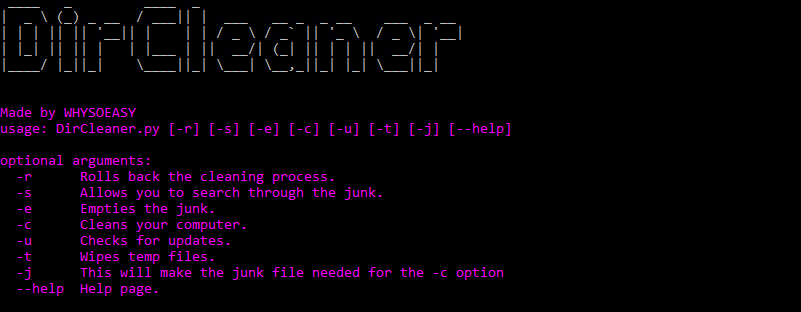 DirCleaner
Made by WHYSOEASY
usage: DirCleaner.py [-r] [-s] [-e] [-c] [-u] [-t] [-j] [--help]
optional arguments:
-r Rolls back the cleaning process.
-s Allows you to search through the junk.
-e Empties the junk.
-c Cleans your computer.
-u Checks for updates.
-t Wipes temp files.
-j This will make the junk file needed for the -c option
--help Help page.